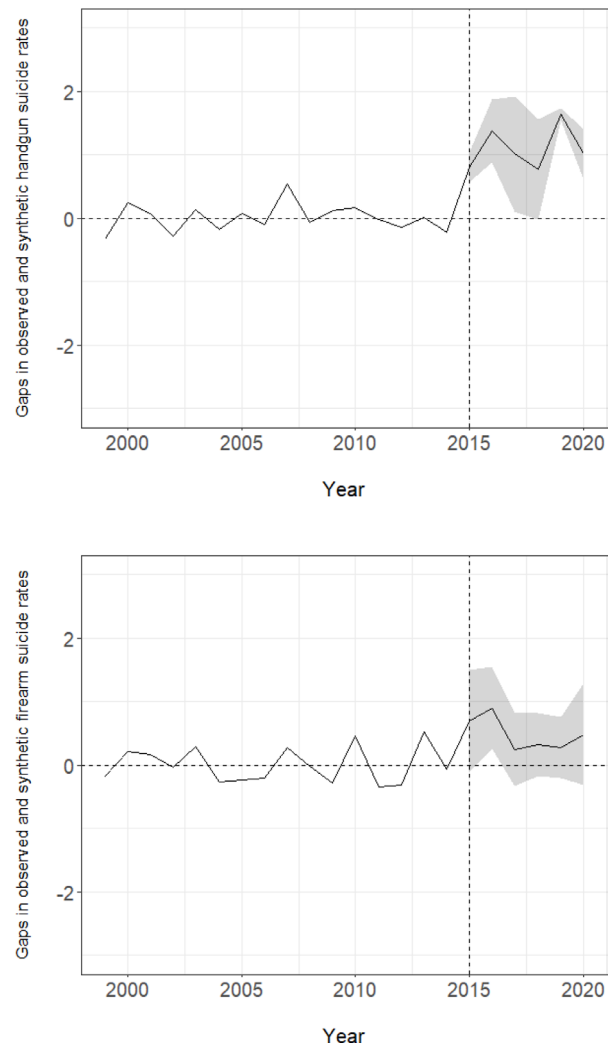 Gaps in observed and synthetic handgun suicide rates
2
0
-2
2000 2005 2010 2015 2020
Year
Gaps in observed and synthetic firearm suicide rates
2
0
-2
2000 2005 2010 2015 2020
Year